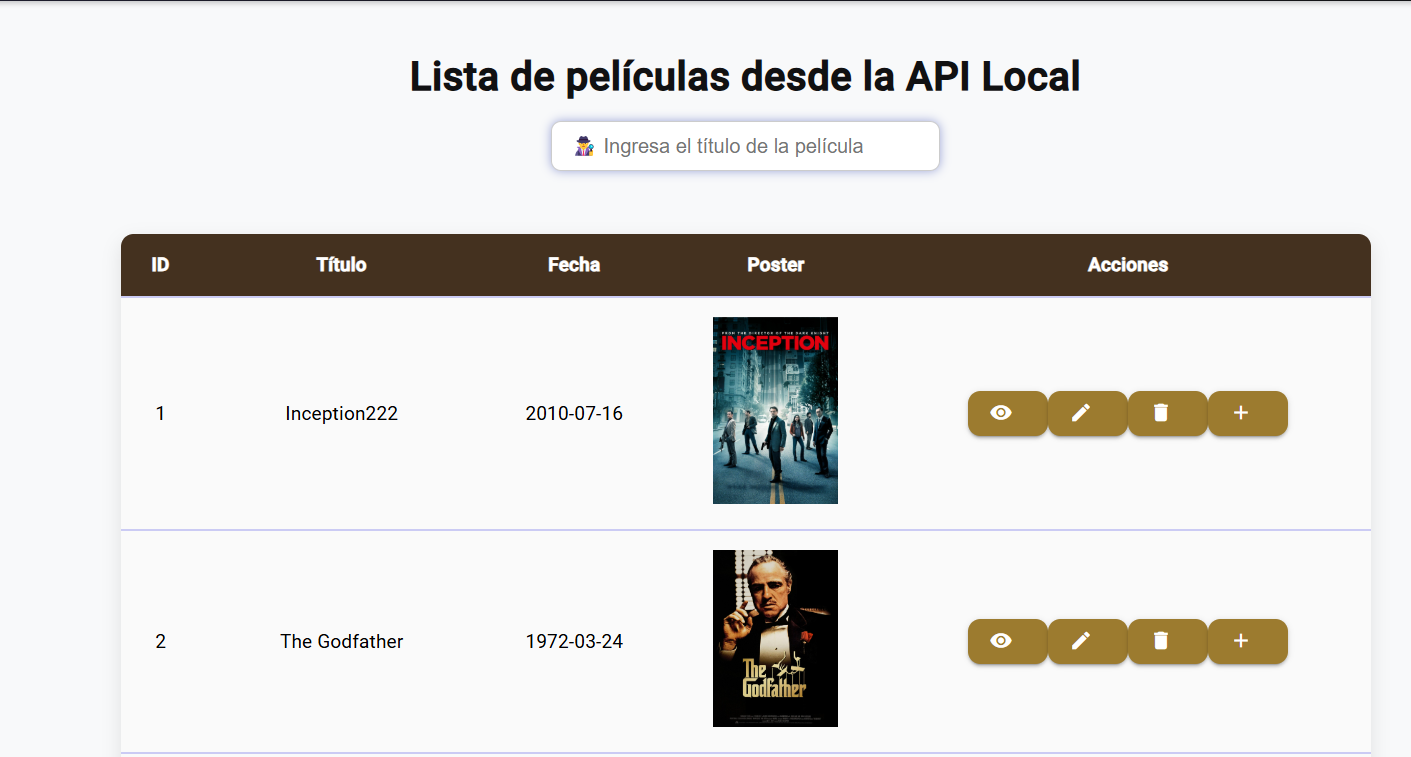 Lista de películas desde la API Local
Ingresa el título de la película
ID Título Fecha Poster Acciones
FROM THE DIRECTOR OF THE DARK KNIGHT
INCEPTION
1 Inception222 2010-07-16
2 The Godfather 1972-03-24
The
Godfather